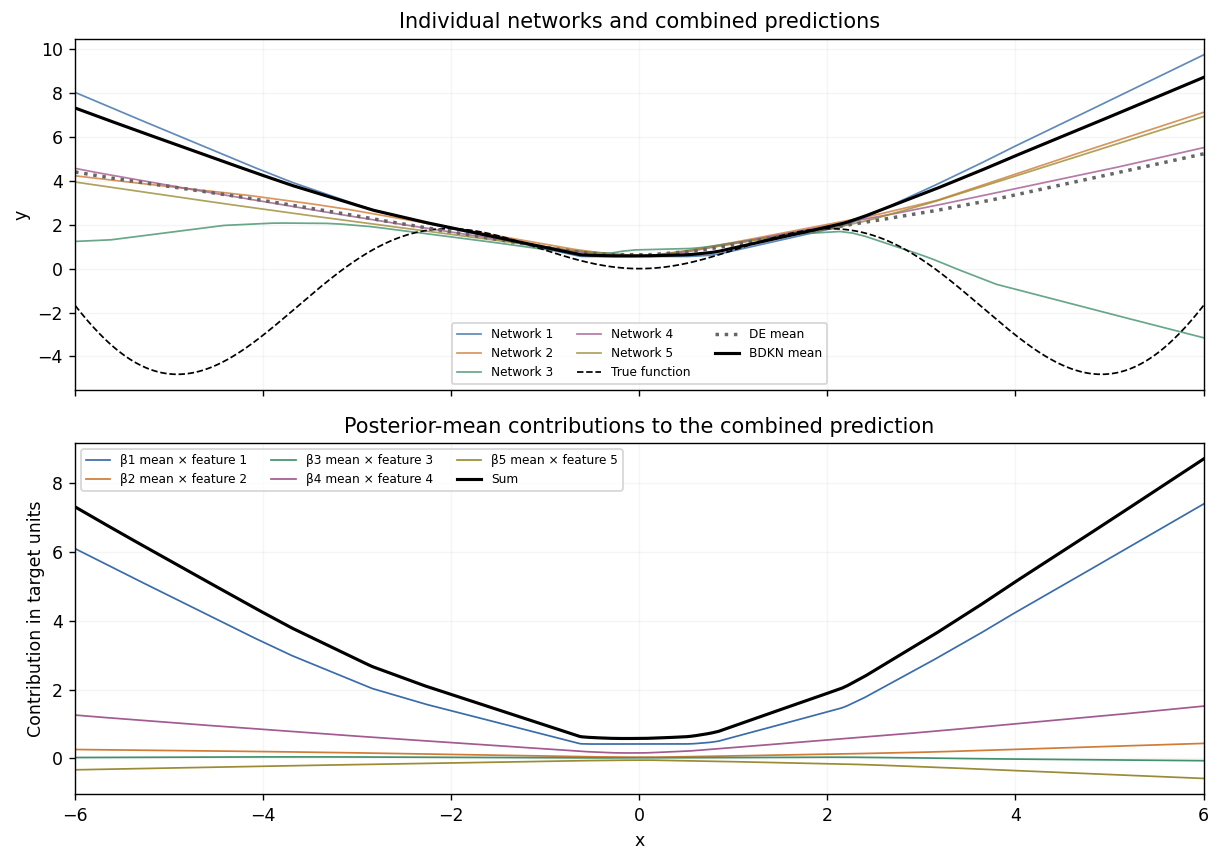 Individual networks and combined predictions
10
8
6
4
2
0
−2
−4
y
Network 1
Network 2
Network 3
Network 4
Network 5
True function
DE mean
BDKN mean
Posterior-mean contributions to the combined prediction
β1 mean × feature 1
β2 mean × feature 2
β3 mean × feature 3
β4 mean × feature 4
β5 mean × feature 5
Sum
8
6
4
2
0
Contribution in target units
−6
−4
−2
0
2
4
6
x